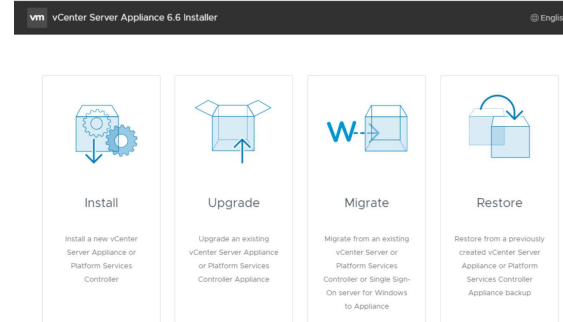 vm vCenter Server Appliance 6.6 Installer
Englis
Install
Install a new vCenter
Server Appliance or
Platform Services
Controller
Upgrade
Upgrade an existing
vCenter Server Appliance
or Platform Services
Controller Appliance
W
Migrate
Migrate from an existing
vCenter Server or
Platform Services
Controller or Single Sign-
On server for Windows
to Appliance
Restore
Restore from a previously
created vCenter Server
Appliance or Platform
Services Controller
Appliance backup